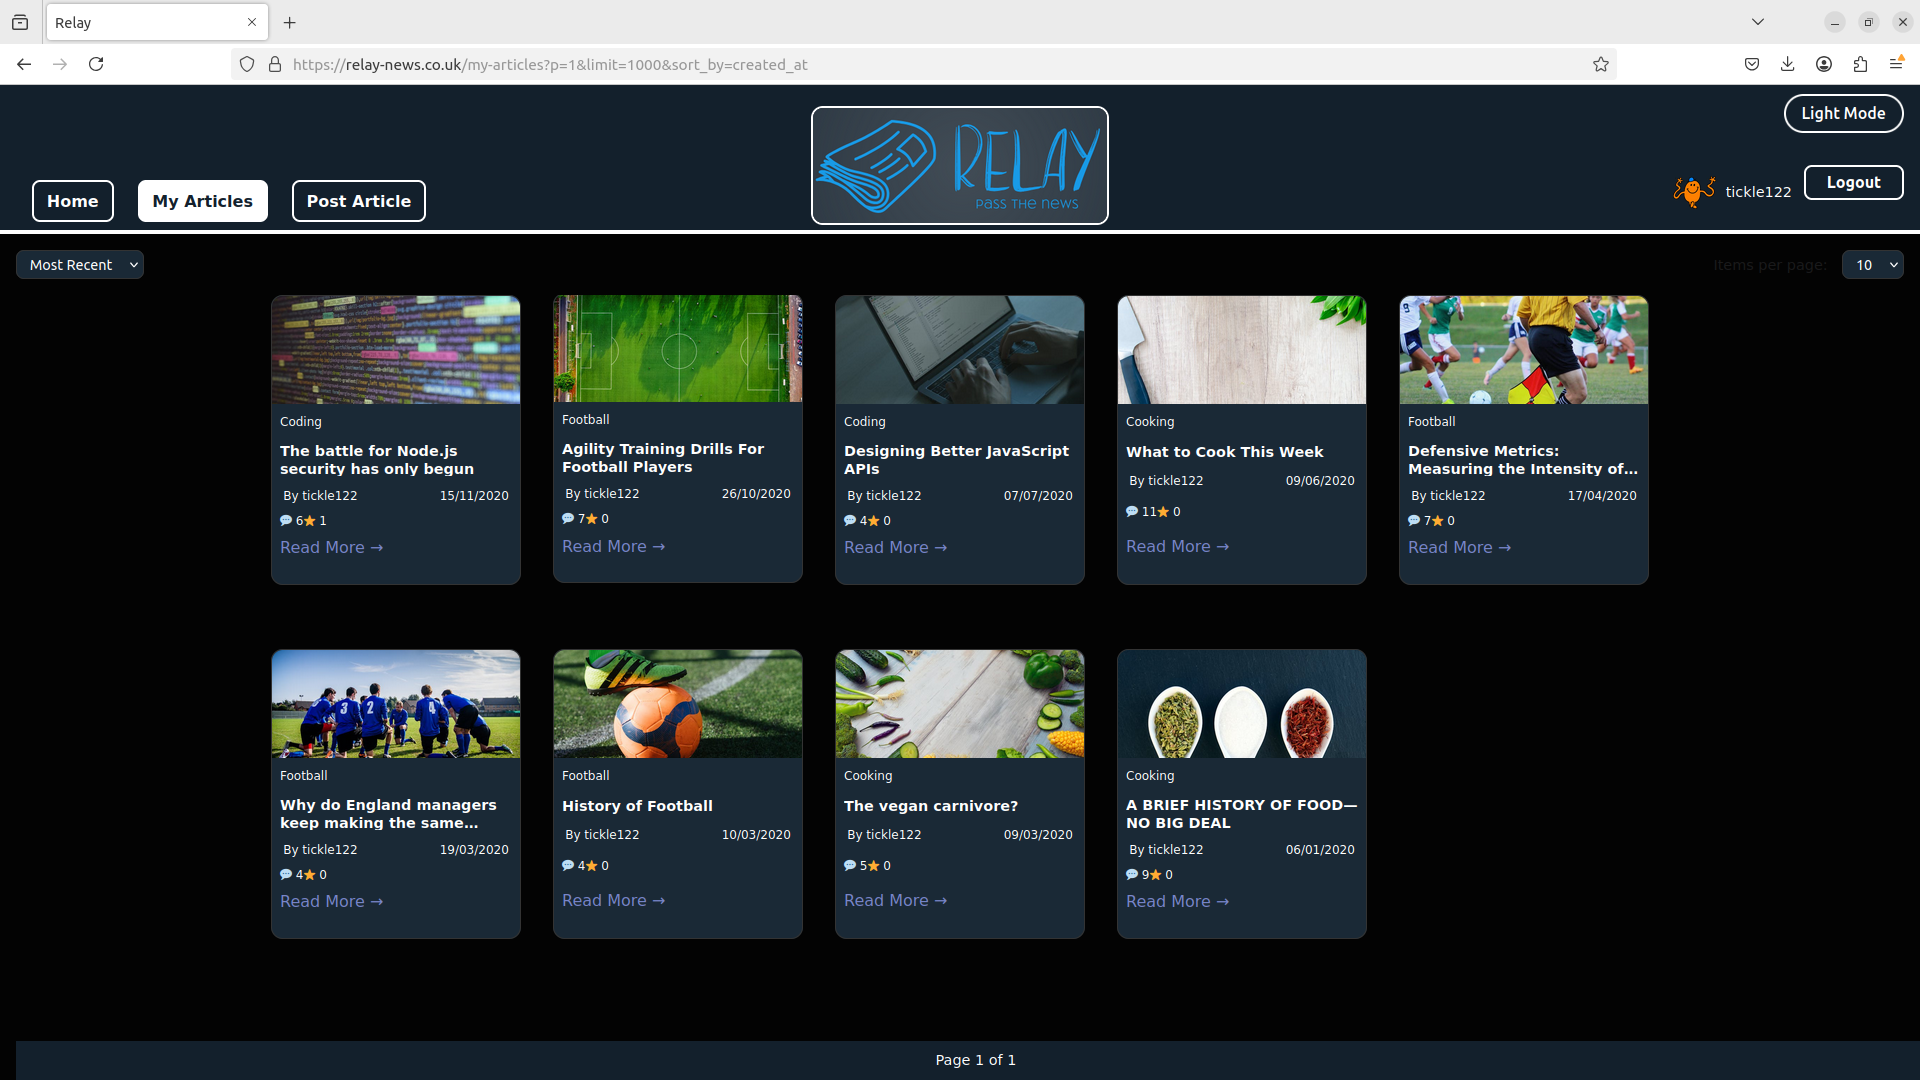 Relay
https://relay-news.co.uk/my-articles?p=1&limit=1000&sort_by=created_at
Light Mode
RELAY
PASS THE NEWS
Home
My Articles
Post Article
tickle122
Logout
Most Recent
Items per page:
10
Coding
The battle for Node.js
security has only begun
By tickle122 15/11/2020
6 1
Read More →
Football
Agility Training Drills For
Football Players
By tickle122 26/10/2020
7 0
Read More →
Coding
Designing Better JavaScript
APIs
By tickle122 07/07/2020
4 0
Read More →
Cooking
What to Cook This Week
By tickle122 09/06/2020
11 0
Read More →
Football
Defensive Metrics:
Measuring the Intensity of...
By tickle122 17/04/2020
7 0
Read More →
3
2
4
Football
Why do England managers
keep making the same...
By tickle122 19/03/2020
4 0
Read More →
Football
History of Football
By tickle122 10/03/2020
4 0
Read More →
Cooking
The vegan carnivore?
By tickle122 09/03/2020
5 0
Read More →
Cooking
A BRIEF HISTORY OF FOOD—
NO BIG DEAL
By tickle122 06/01/2020
9 0
Read More →
Page 1 of 1